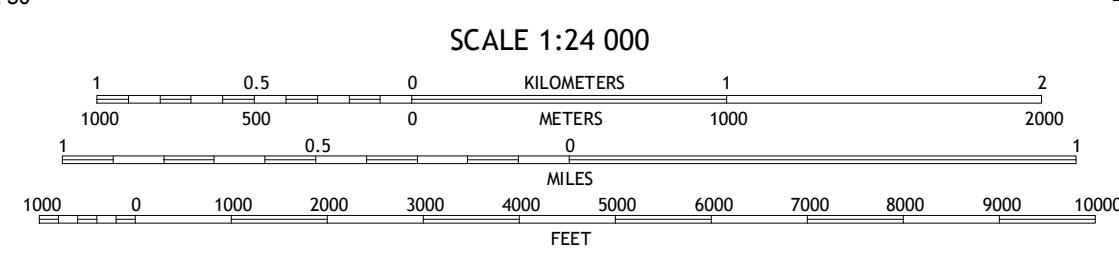 SCALE 1:24 000
1 0.5 0 KILOMETERS 1 2
1000 500 0 METERS 1000 2000
1 0.5 0 1
MILES
1000 0 1000 2000 3000 4000 5000 6000 7000 8000 9000 10000
FEET